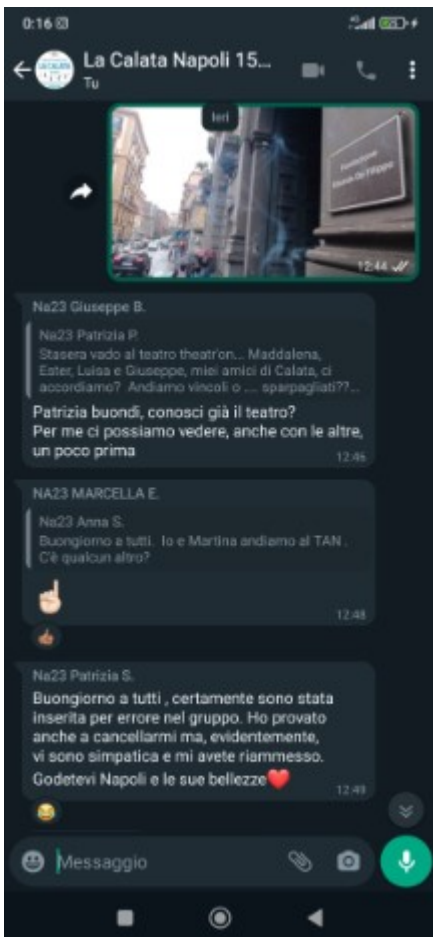 0:16
La Calata Napoli 15...
Tu
Ieri
Fondazione
Eduardo De Filippo
12:44
Na23 Giuseppe B.
Na23 Patrizia P.
Stasera vado al teatro theatron... Maddalena,
Ester, Luisa e Giuseppe, miei amici di Calata, ci
accordiamo? Andiamo vincoli o .... sparpagliati??...
Patrizia buondì, conosci già il teatro?
Per me ci possiamo vedere, anche con le altre,
un poco prima
12:46
NA23 MARCELLA E.
Na23 Anna S.
Buongiorno a tutti. Io e Martina andiamo al TAN .
C'è qualcun altro?
☝🏻
12:48
👍🏽
Na23 Patrizia S.
Buongiorno a tutti , certamente sono stata
inserita per errore nel gruppo. Ho provato
anche a cancellarmi ma, evidentemente,
vi sono simpatica e mi avete riammesso.
Godetevi Napoli e le sue bellezze❤️
12:49
😂
Messaggio